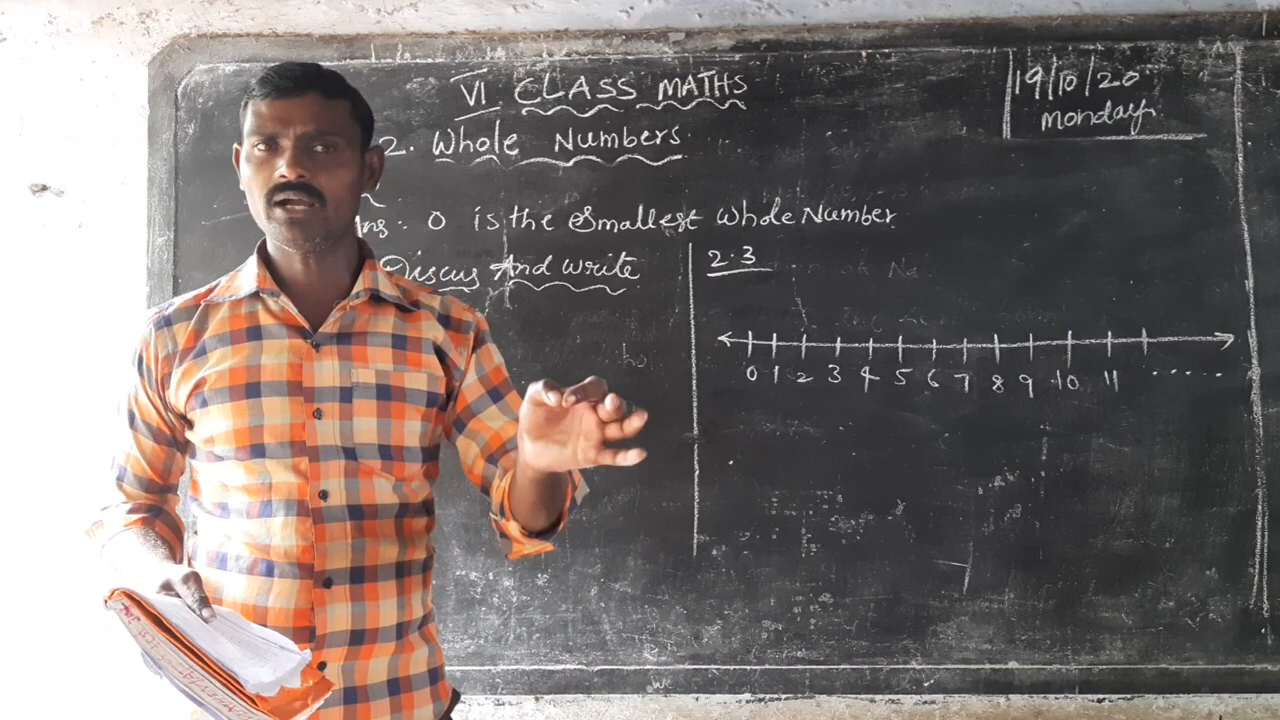 VI CLASS MATHS
19/10/20
Monday
2. Whole Numbers
Ans: 0 is the Smallest Whole Number
Discus And write
2.3
0 1 2 3 4 5 6 7 8 9 10 11 .....